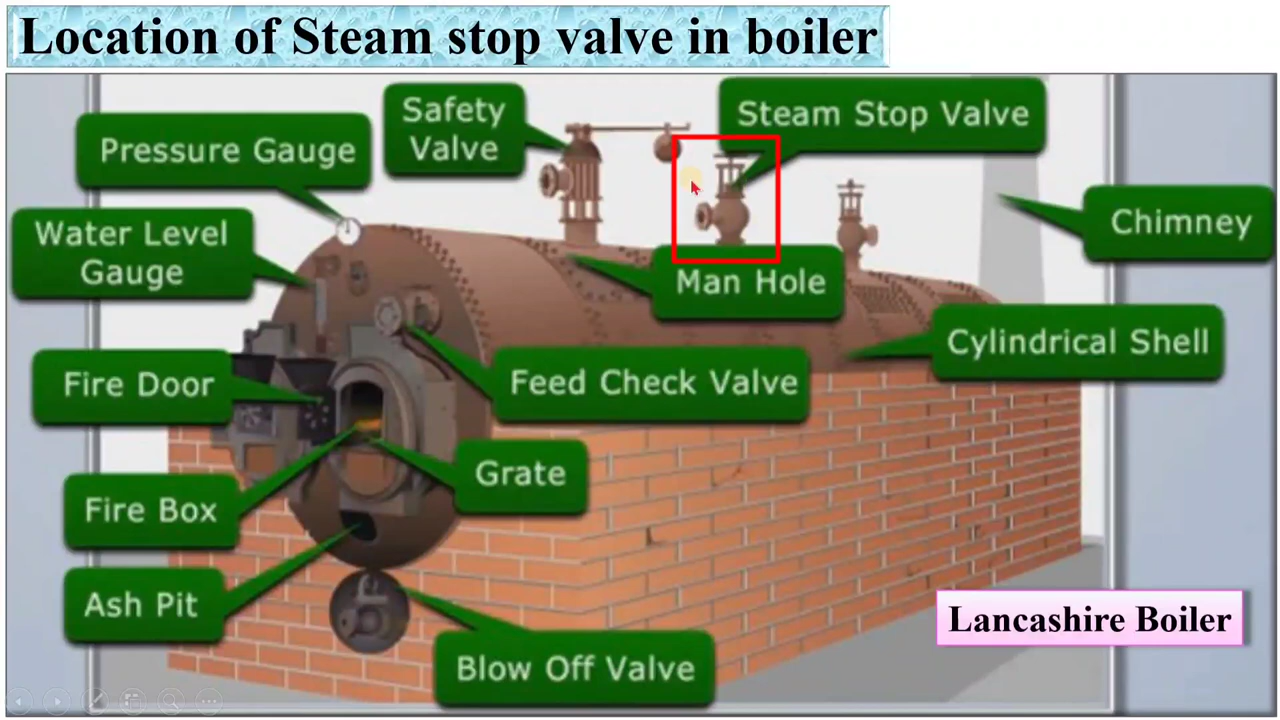 Location of Steam stop valve in boiler
Safety
Valve
Steam Stop Valve
Pressure Gauge
Water Level
Gauge
Chimney
Man Hole
Cylindrical Shell
Fire Door
Feed Check Valve
Grate
Fire Box
Ash Pit
Lancashire Boiler
Blow Off Valve